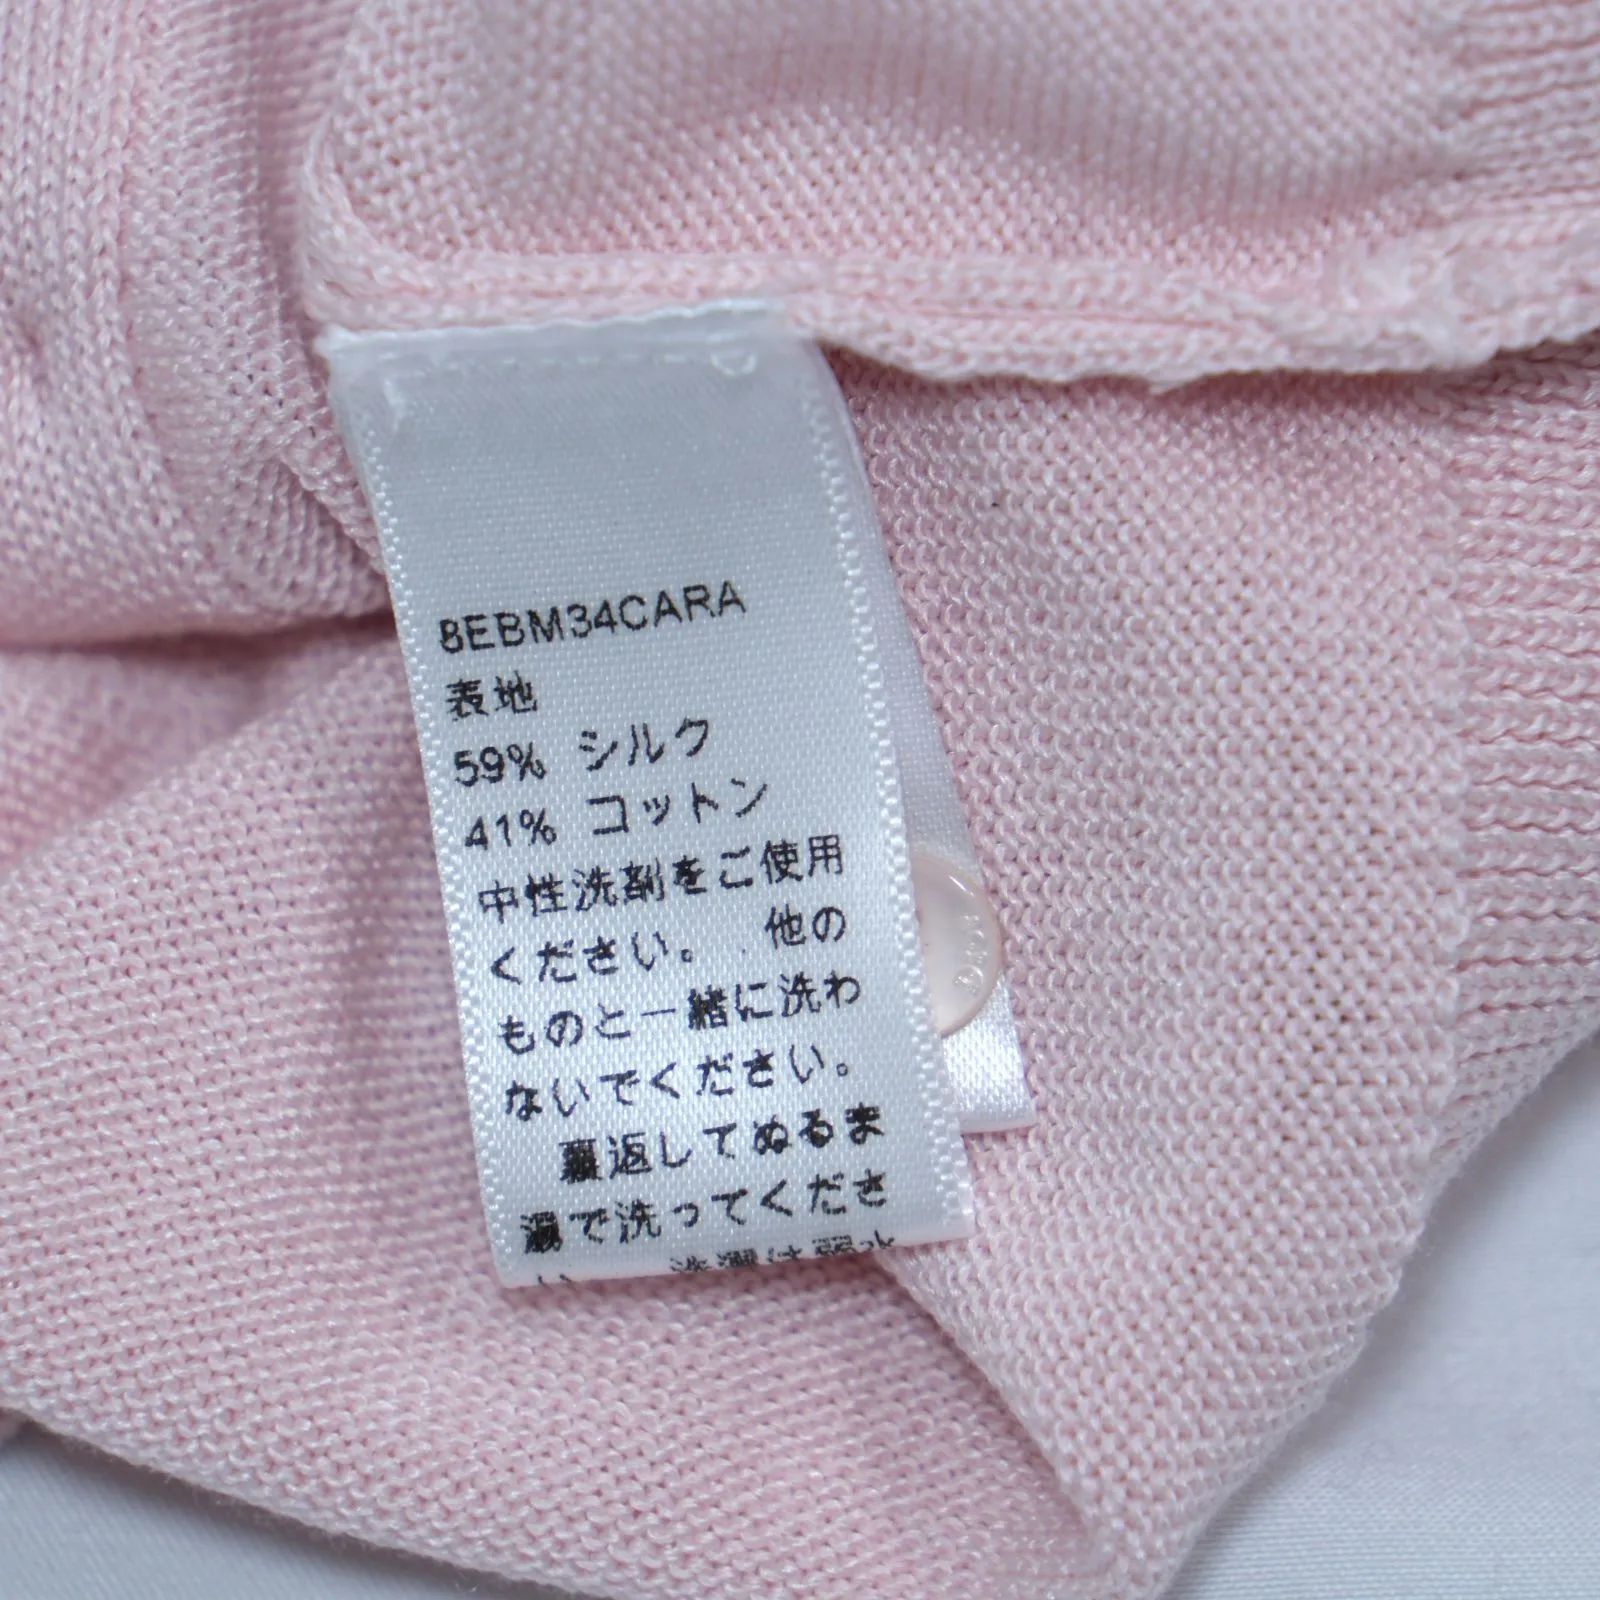 8EBM34CARA
表地
59% シルク
41% コットン
中性洗剤をご使用
ください。 他の
ものと一緒に洗わ
ないでください。
裏返してぬるま
湯で洗ってくださ